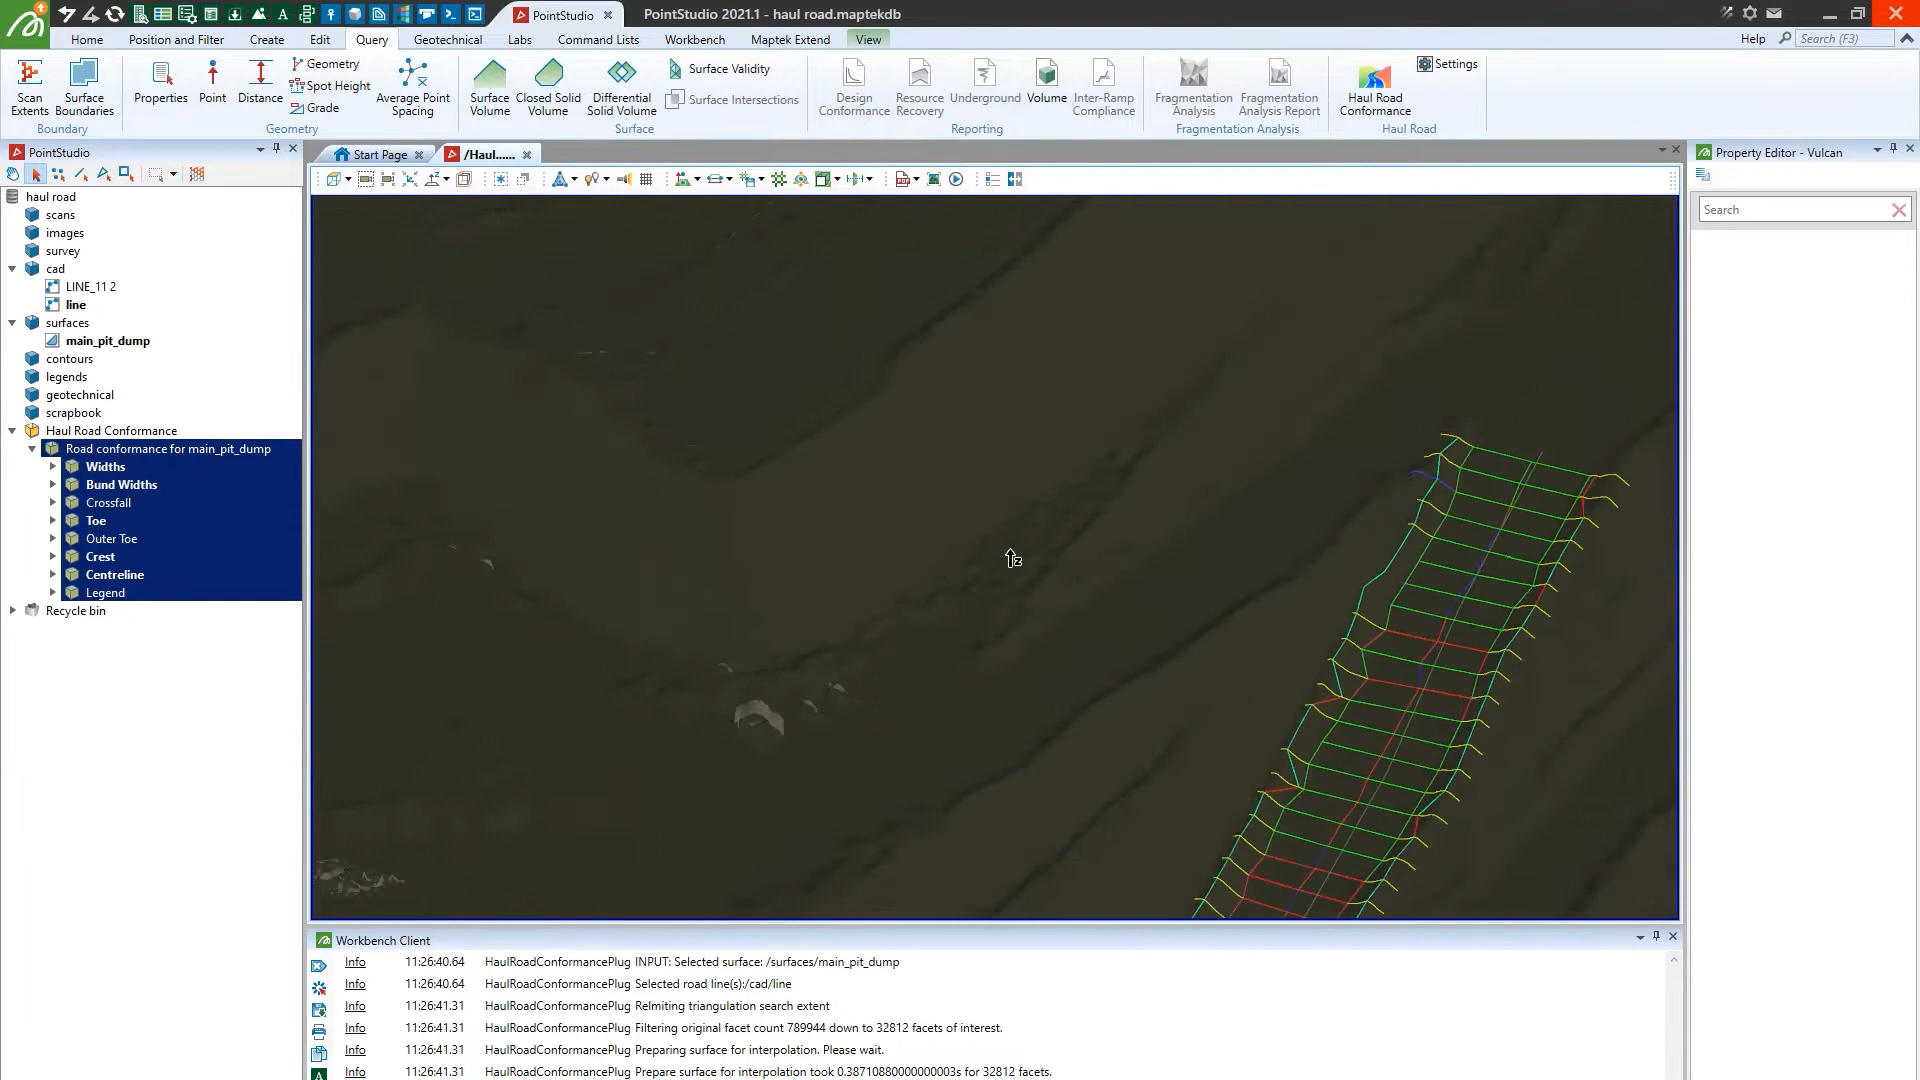 PointStudio
PointStudio 2021.1 - haul road.maptekdb
Home
Position and Filter
Create
Edit
Query
Geotechnical
Labs
Command Lists
Workbench
Maptek Extend
View
Help
Search (F3)
Scan Extents
Surface Boundaries
Boundary
Properties
Point
Distance
Geometry
Spot Height
Grade
Average Point Spacing
Geometry
Surface Volume
Closed Solid Volume
Differential Solid Volume
Surface Validity
Surface Intersections
Surface
Design Conformance
Resource Recovery
Underground
Volume
Inter-Ramp Compliance
Reporting
Fragmentation Analysis
Fragmentation Analysis Report
Fragmentation Analysis
Haul Road Conformance
Settings
Haul Road
PointStudio
haul road
scans
images
survey
cad
LINE_11 2
line
surfaces
main_pit_dump
contours
legends
geotechnical
scrapbook
Haul Road Conformance
Road conformance for main_pit_dump
Widths
Bund Widths
Crossfall
Toe
Outer Toe
Crest
Centreline
Legend
Recycle bin
Start Page
/Haul......
Z
Property Editor - Vulcan
Search
Workbench Client
Info 11:26:40.64 HaulRoadConformancePlug INPUT: Selected surface: /surfaces/main_pit_dump
Info 11:26:40.64 HaulRoadConformancePlug Selected road line(s):/cad/line
Info 11:26:41.31 HaulRoadConformancePlug Relmiting triangulation search extent
Info 11:26:41.31 HaulRoadConformancePlug Filtering original facet count 789944 down to 32812 facets of interest.
Info 11:26:41.31 HaulRoadConformancePlug Preparing surface for interpolation. Please wait.
Info 11:26:41.31 HaulRoadConformancePlug Prepare surface for interpolation took 0.38710880000000003s for 32812 facets.